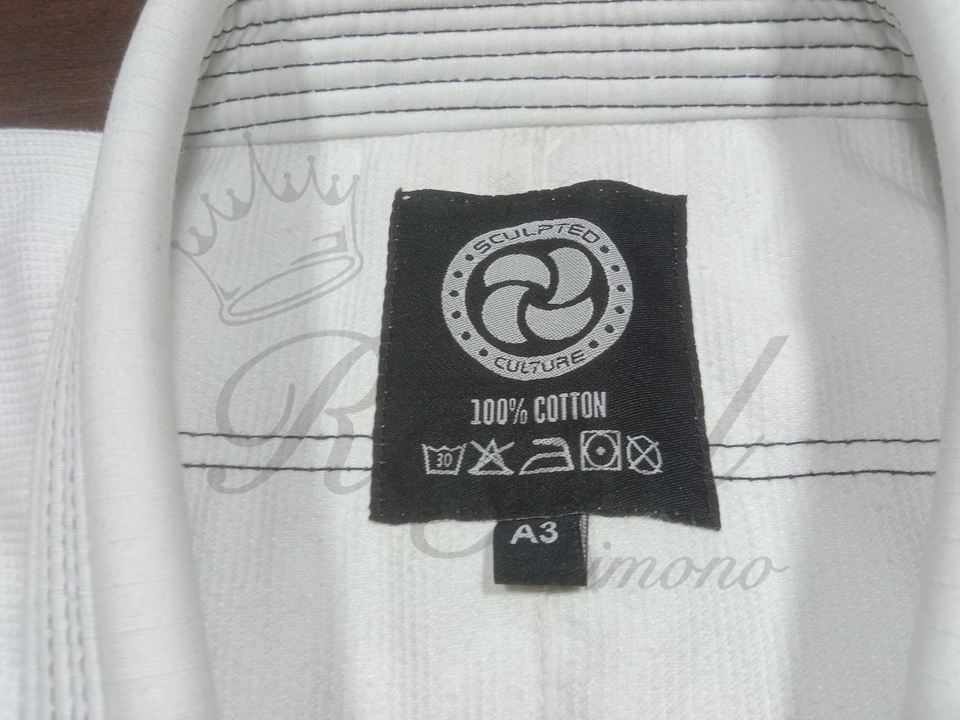 SCULPTED
CULTURE
100% COTTON
30
A3